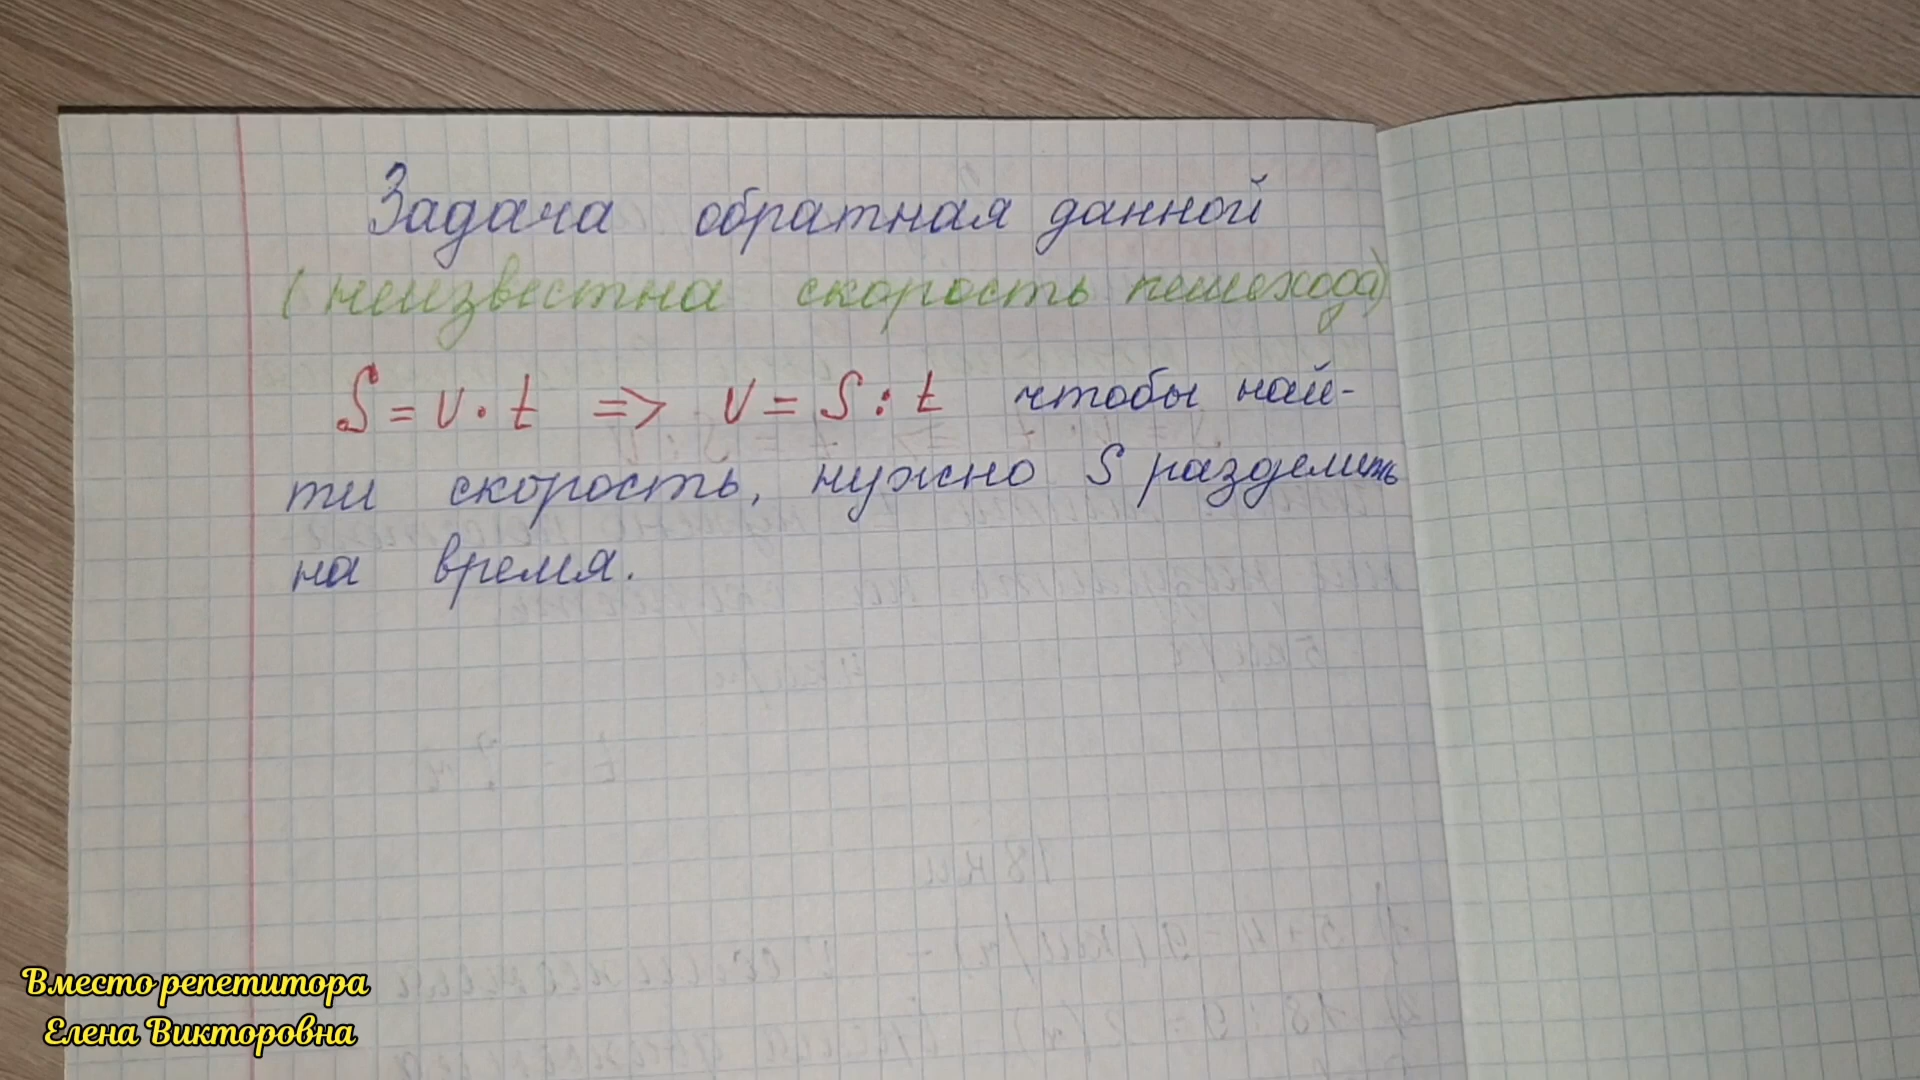 Задача обратная данной
(неизвестна скорость пешехода)
S = v · t => v = S : t чтобы най-
ти скорость, нужно S разделить
на время.
Вместо репетитора
Елена Викторовна